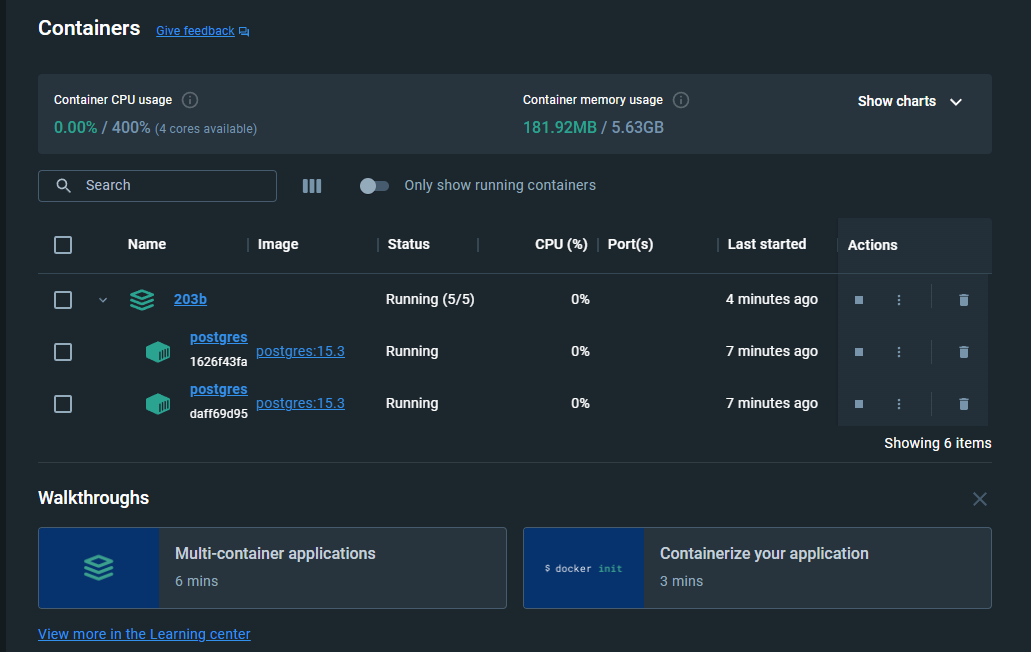 Containers Give feedback
Container CPU usage
0.00% / 400% (4 cores available)
Container memory usage
181.92MB / 5.63GB
Show charts
Search
Only show running containers
Name Image Status CPU (%) Port(s) Last started Actions
203b Running (5/5) 0% 4 minutes ago
postgres
1626f43fa
postgres:15.3 Running 0% 7 minutes ago
postgres
daff69d95
postgres:15.3 Running 0% 7 minutes ago
Showing 6 items
Walkthroughs
Multi-container applications
6 mins
$ docker init
Containerize your application
3 mins
View more in the Learning center